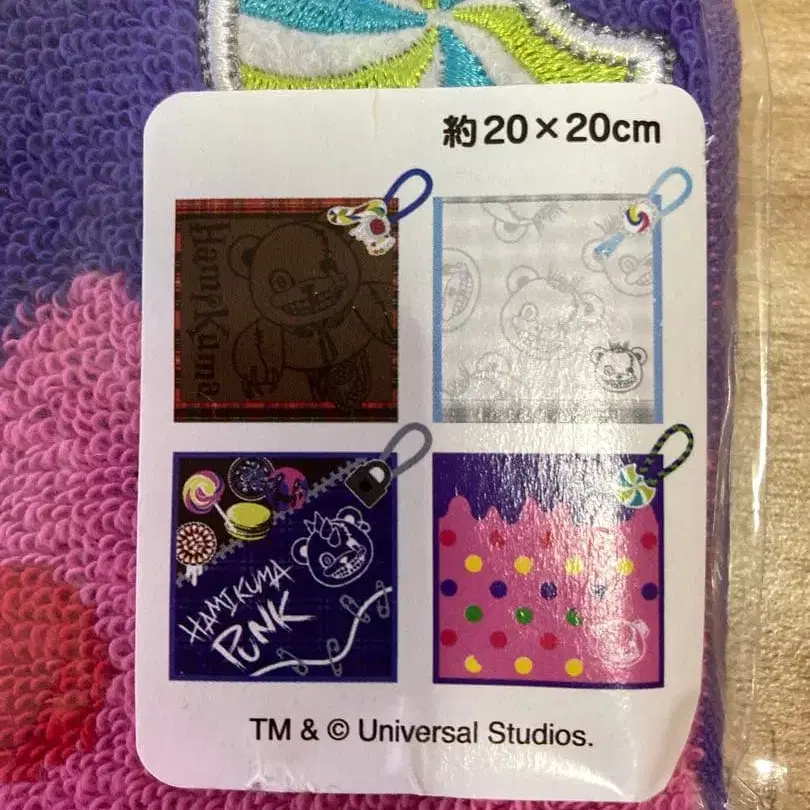 約20×20cm
Hamikuma
HAMIKUMA
PUNK
TM & © Universal Studios.